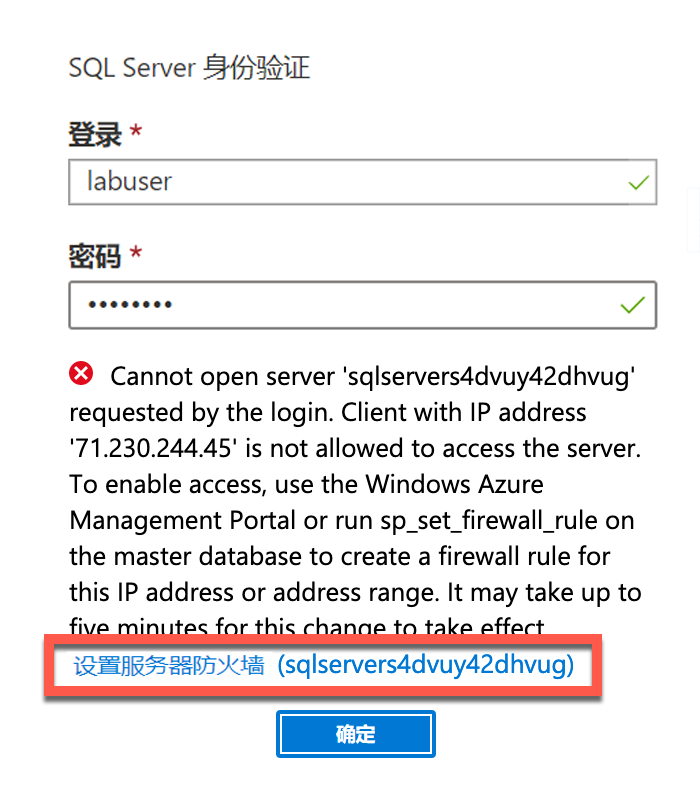 SQL Server 身份验证
登录 *
labuser
密码 *
••••••••
Cannot open server 'sqlservers4dvuy42dhvug'
requested by the login. Client with IP address
'71.230.244.45' is not allowed to access the server.
To enable access, use the Windows Azure
Management Portal or run sp_set_firewall_rule on
the master database to create a firewall rule for
this IP address or address range. It may take up to
five minutes for this change to take effect
设置服务器防火墙 (sqlservers4dvuy42dhvug)
确定